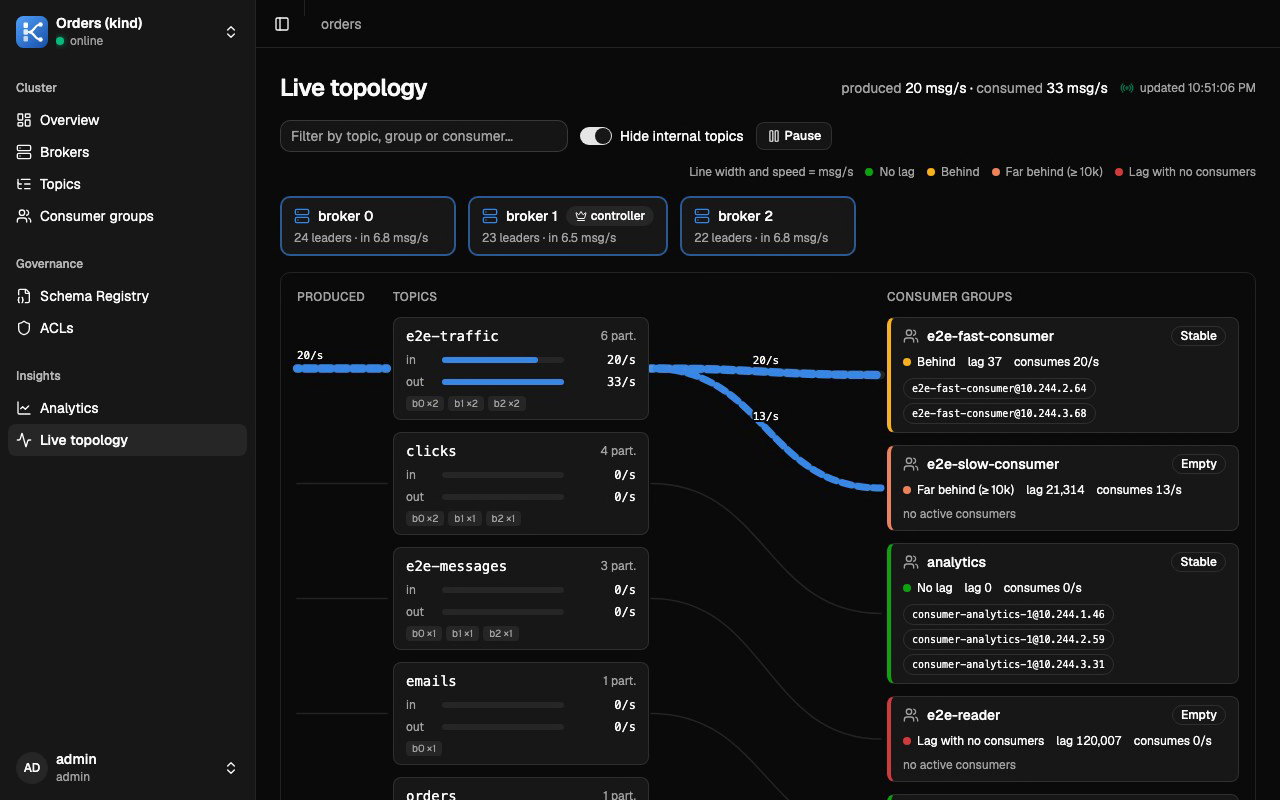 Orders (kind)
online
Cluster
Overview
Brokers
Topics
Consumer groups
Governance
Schema Registry
ACLs
Insights
Analytics
Live topology
AD
admin
admin
orders
Live topology
produced 20 msg/s · consumed 33 msg/s updated 10:51:06 PM
Filter by topic, group or consumer...
Hide internal topics
Pause
Line width and speed = msg/s No lag Behind Far behind (≥ 10k) Lag with no consumers
broker 0
24 leaders · in 6.8 msg/s
broker 1 controller
23 leaders · in 6.5 msg/s
broker 2
22 leaders · in 6.8 msg/s
PRODUCED
TOPICS
CONSUMER GROUPS
20/s
e2e-traffic 6 part.
in 20/s
out 33/s
b0 ×2 b1 ×2 b2 ×2
clicks 4 part.
in 0/s
out 0/s
b0 ×2 b1 ×1 b2 ×1
e2e-messages 3 part.
in 0/s
out 0/s
b0 ×1 b1 ×1 b2 ×1
emails 1 part.
in 0/s
out 0/s
b0 ×1
orders 1 part.
20/s
13/s
e2e-fast-consumer Stable
Behind lag 37 consumes 20/s
e2e-fast-consumer@10.244.2.64
e2e-fast-consumer@10.244.3.68
e2e-slow-consumer Empty
Far behind (≥ 10k) lag 21,314 consumes 13/s
no active consumers
analytics Stable
No lag lag 0 consumes 0/s
consumer-analytics-1@10.244.1.46
consumer-analytics-1@10.244.2.59
consumer-analytics-1@10.244.3.31
e2e-reader Empty
Lag with no consumers lag 120,007 consumes 0/s
no active consumers